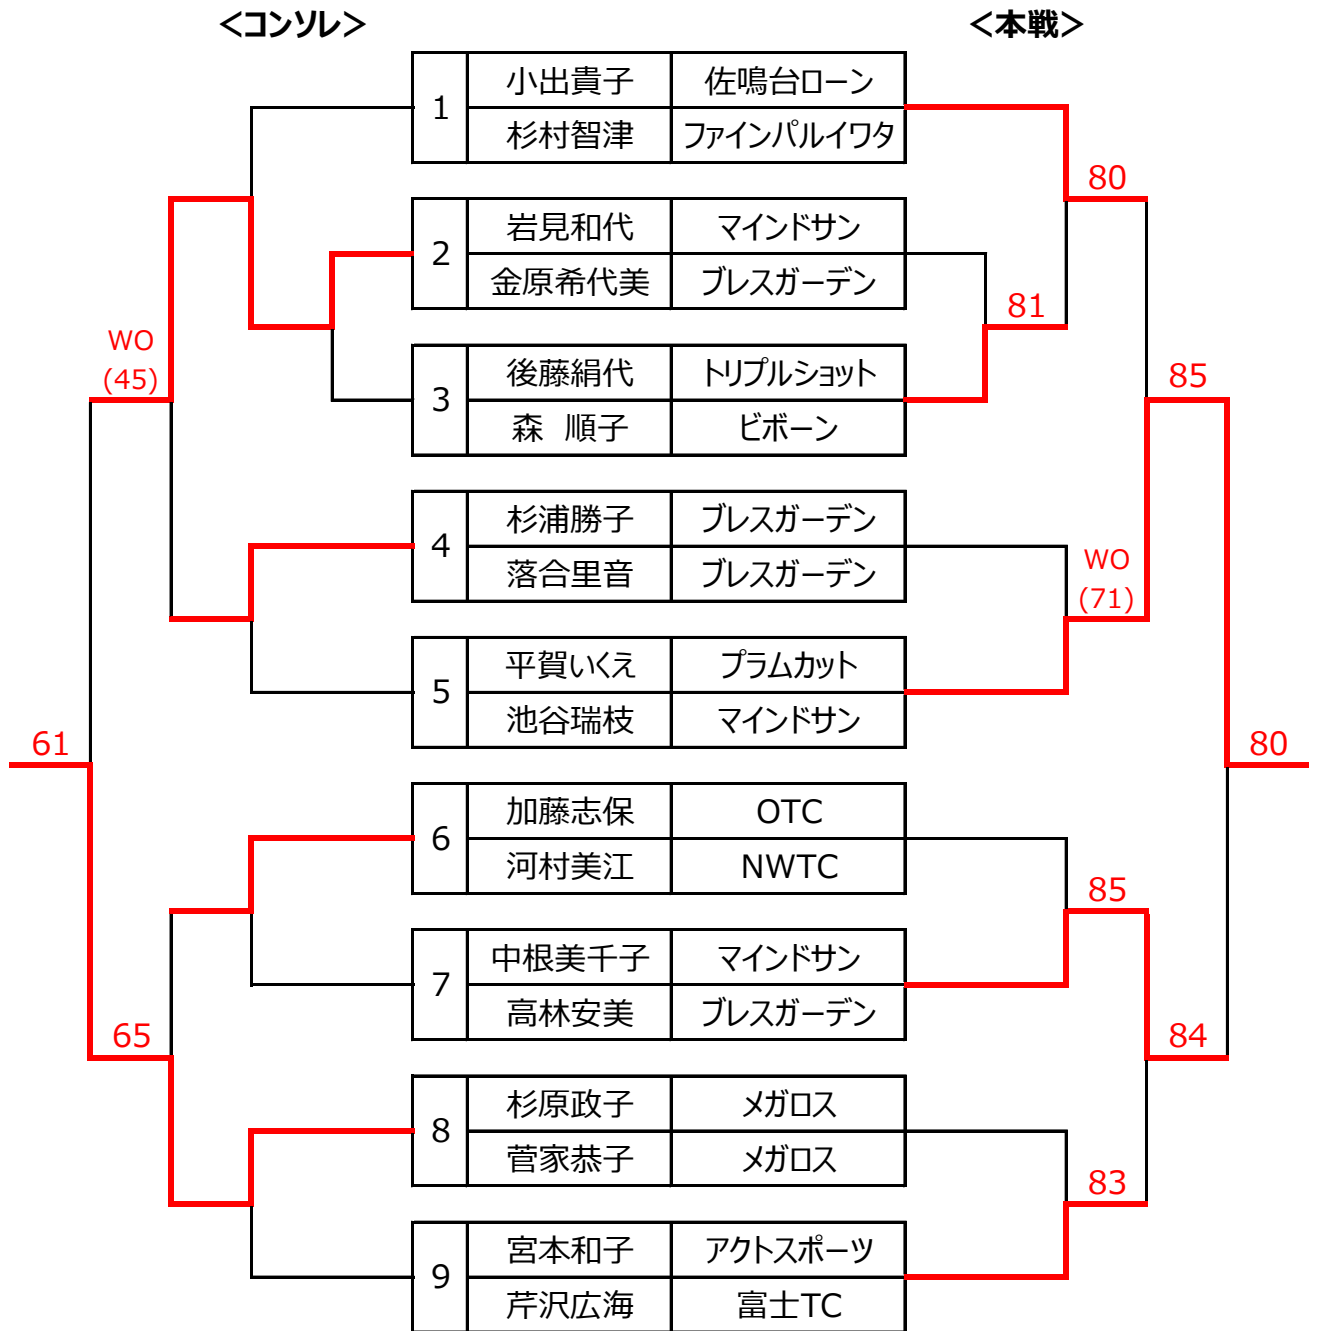 ＜コンソレ＞ ＜本戦＞
1 小出貴子 佐鳴台ローン
杉村智津 ファインパルイワタ
80
2 岩見和代 マインドサン
金原希代美 ブレスガーデン
81
WO
(45)
3 後藤絹代 トリプルショット
森　順子 ビボーン
85
4 杉浦勝子 ブレスガーデン
落合里音 ブレスガーデン
WO
(71)
5 平賀いくえ プラムカット
池谷瑞枝 マインドサン
61 80
6 加藤志保 OTC
河村美江 NWTC
85
7 中根美千子 マインドサン
高林安美 ブレスガーデン
65 84
8 杉原政子 メガロス
菅家恭子 メガロス
83
9 宮本和子 アクトスポーツ
芹沢広海 富士TC